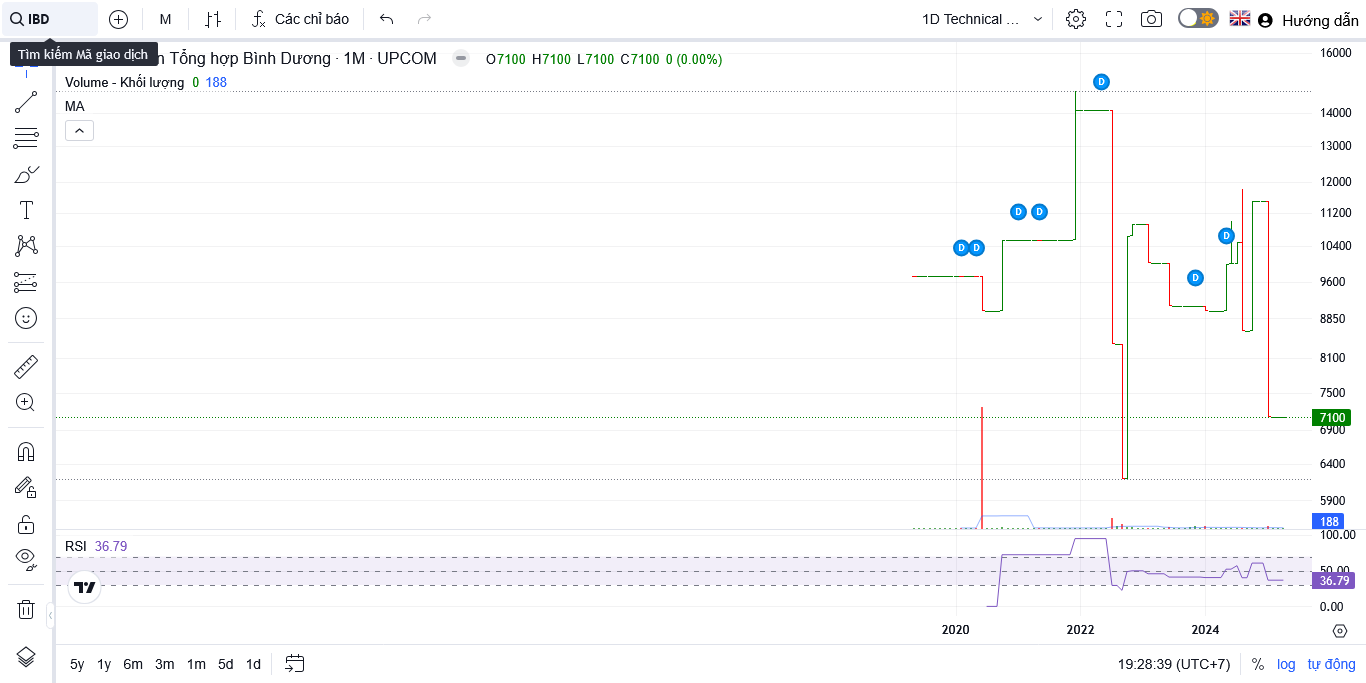 IBD
M
Các chỉ báo
1D Technical ...
Hướng dẫn
Tìm kiếm Mã giao dịch
n Tổng hợp Bình Dương · 1M · UPCOM
O7100 H7100 L7100 C7100 0 (0.00%)
Volume - Khối lượng 0 188
MA
D
D
D
D
D
D
D
16000
14000
13000
12000
11200
10400
9600
8850
8100
7500
7100
6900
6400
5900
188
RSI 36.79
100.00
50.00
36.79
0.00
2020
2022
2024
5y 1y 6m 3m 1m 5d 1d
19:28:39 (UTC+7)
% log tự động